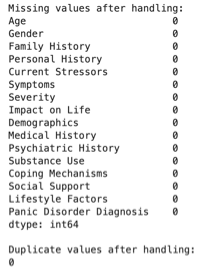 Missing values after handling:
Age 0
Gender 0
Family History 0
Personal History 0
Current Stressors 0
Symptoms 0
Severity 0
Impact on Life 0
Demographics 0
Medical History 0
Psychiatric History 0
Substance Use 0
Coping Mechanisms 0
Social Support 0
Lifestyle Factors 0
Panic Disorder Diagnosis 0
dtype: int64
Duplicate values after handling:
0